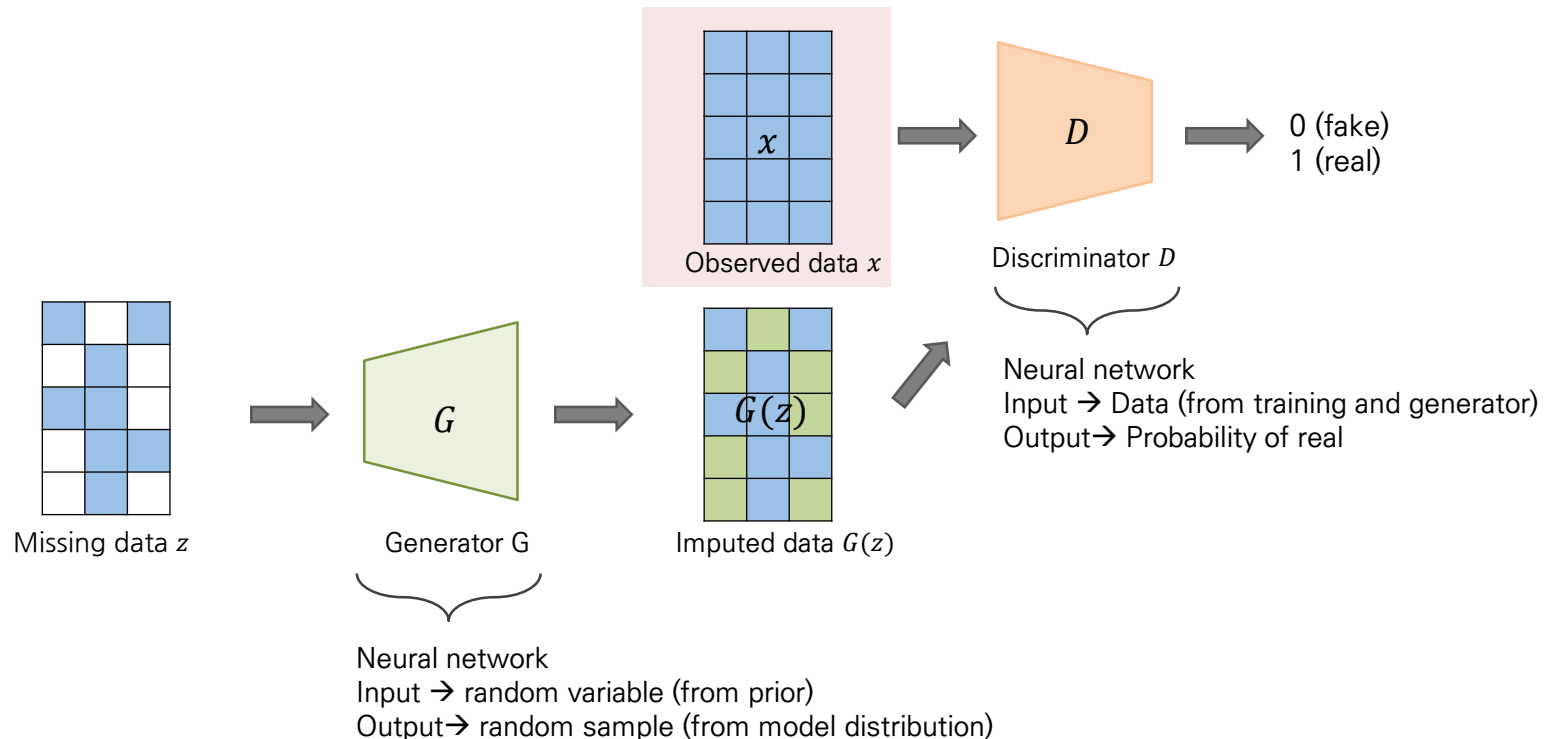 x
Observed data x
D
0 (fake)
1 (real)
Discriminator D
Neural network
Input → Data (from training and generator)
Output→ Probability of real
Missing data z
G
Generator G
G(z)
Imputed data G(z)
Neural network
Input → random variable (from prior)
Output→ random sample (from model distribution)